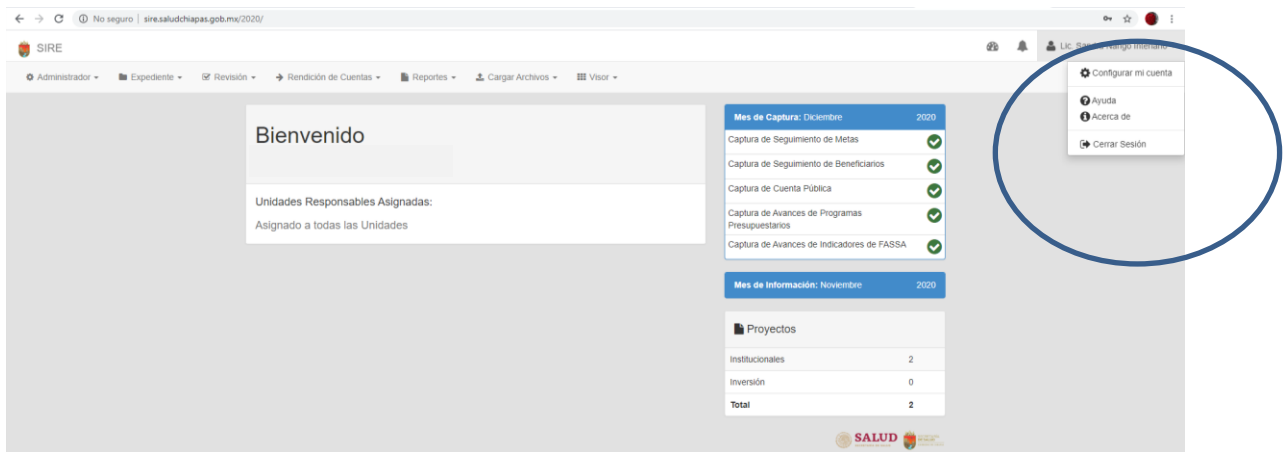 No seguro | sire.saludchiapas.gob.mx/2020/
SIRE
Lic. Sandra Nango Interiano
Administrador
Expediente
Revisión
Rendición de Cuentas
Reportes
Cargar Archivos
Visor
Configurar mi cuenta
Ayuda
Acerca de
Cerrar Sesión
Bienvenido
Unidades Responsables Asignadas:
Asignado a todas las Unidades
Mes de Captura: Diciembre 2020
Captura de Seguimiento de Metas
Captura de Seguimiento de Beneficiarios
Captura de Cuenta Pública
Captura de Avances de Programas
Presupuestarios
Captura de Avances de Indicadores de FASSA
Mes de Información: Noviembre 2020
Proyectos
Institucionales 2
Inversión 0
Total 2
SALUD